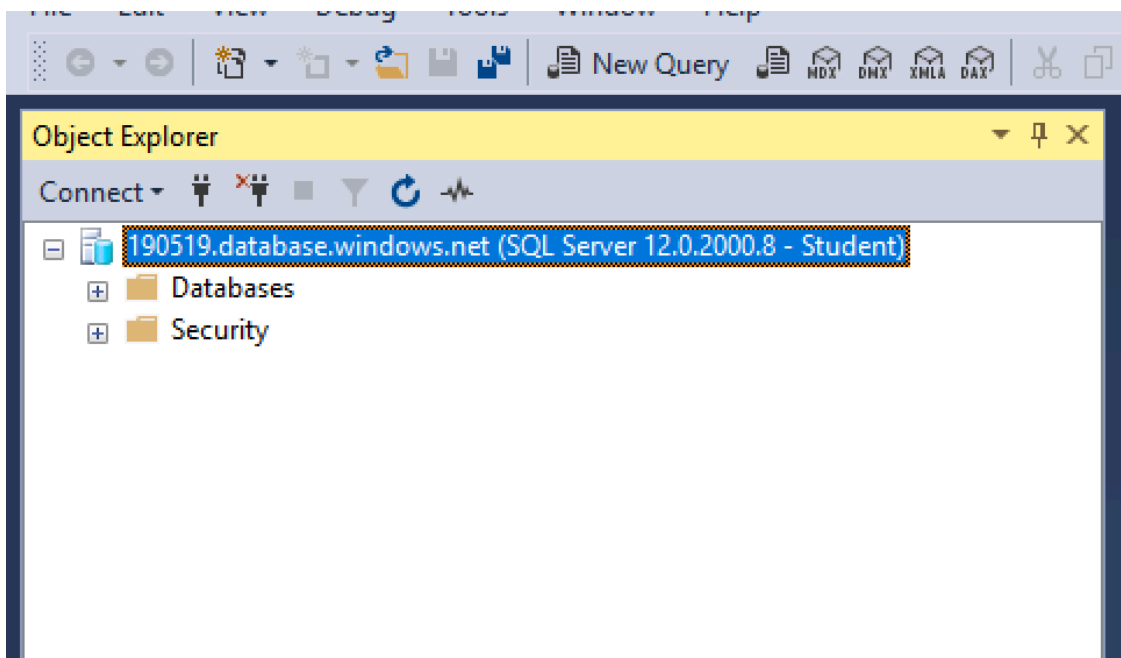 New Query MDX DMX XMLA DAX
Object Explorer
Connect
190519.database.windows.net (SQL Server 12.0.2000.8 - Student)
Databases
Security